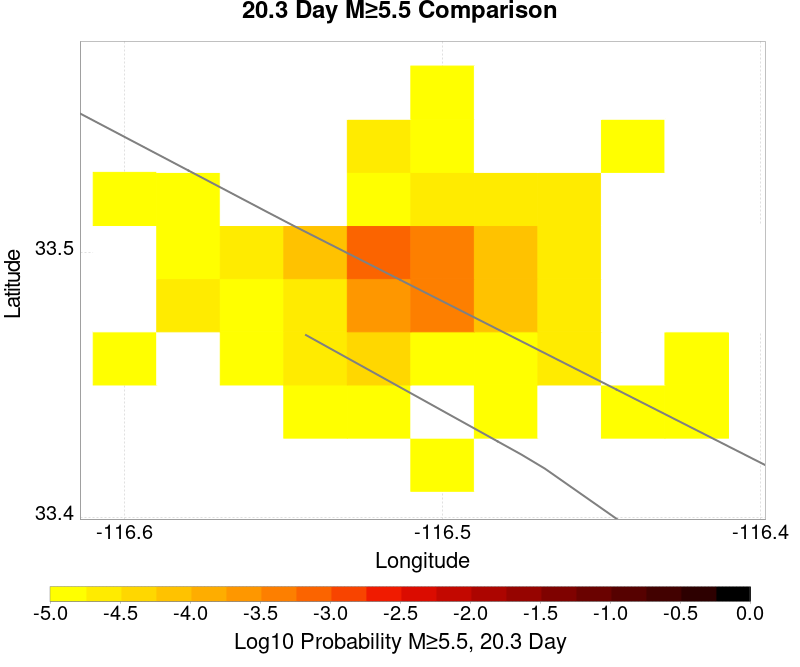 20.3 Day M≥5.5 Comparison
Latitude
33.5
33.4
-116.6 -116.5 -116.4
Longitude
-5.0 -4.5 -4.0 -3.5 -3.0 -2.5 -2.0 -1.5 -1.0 -0.5 0.0
Log10 Probability M≥5.5, 20.3 Day